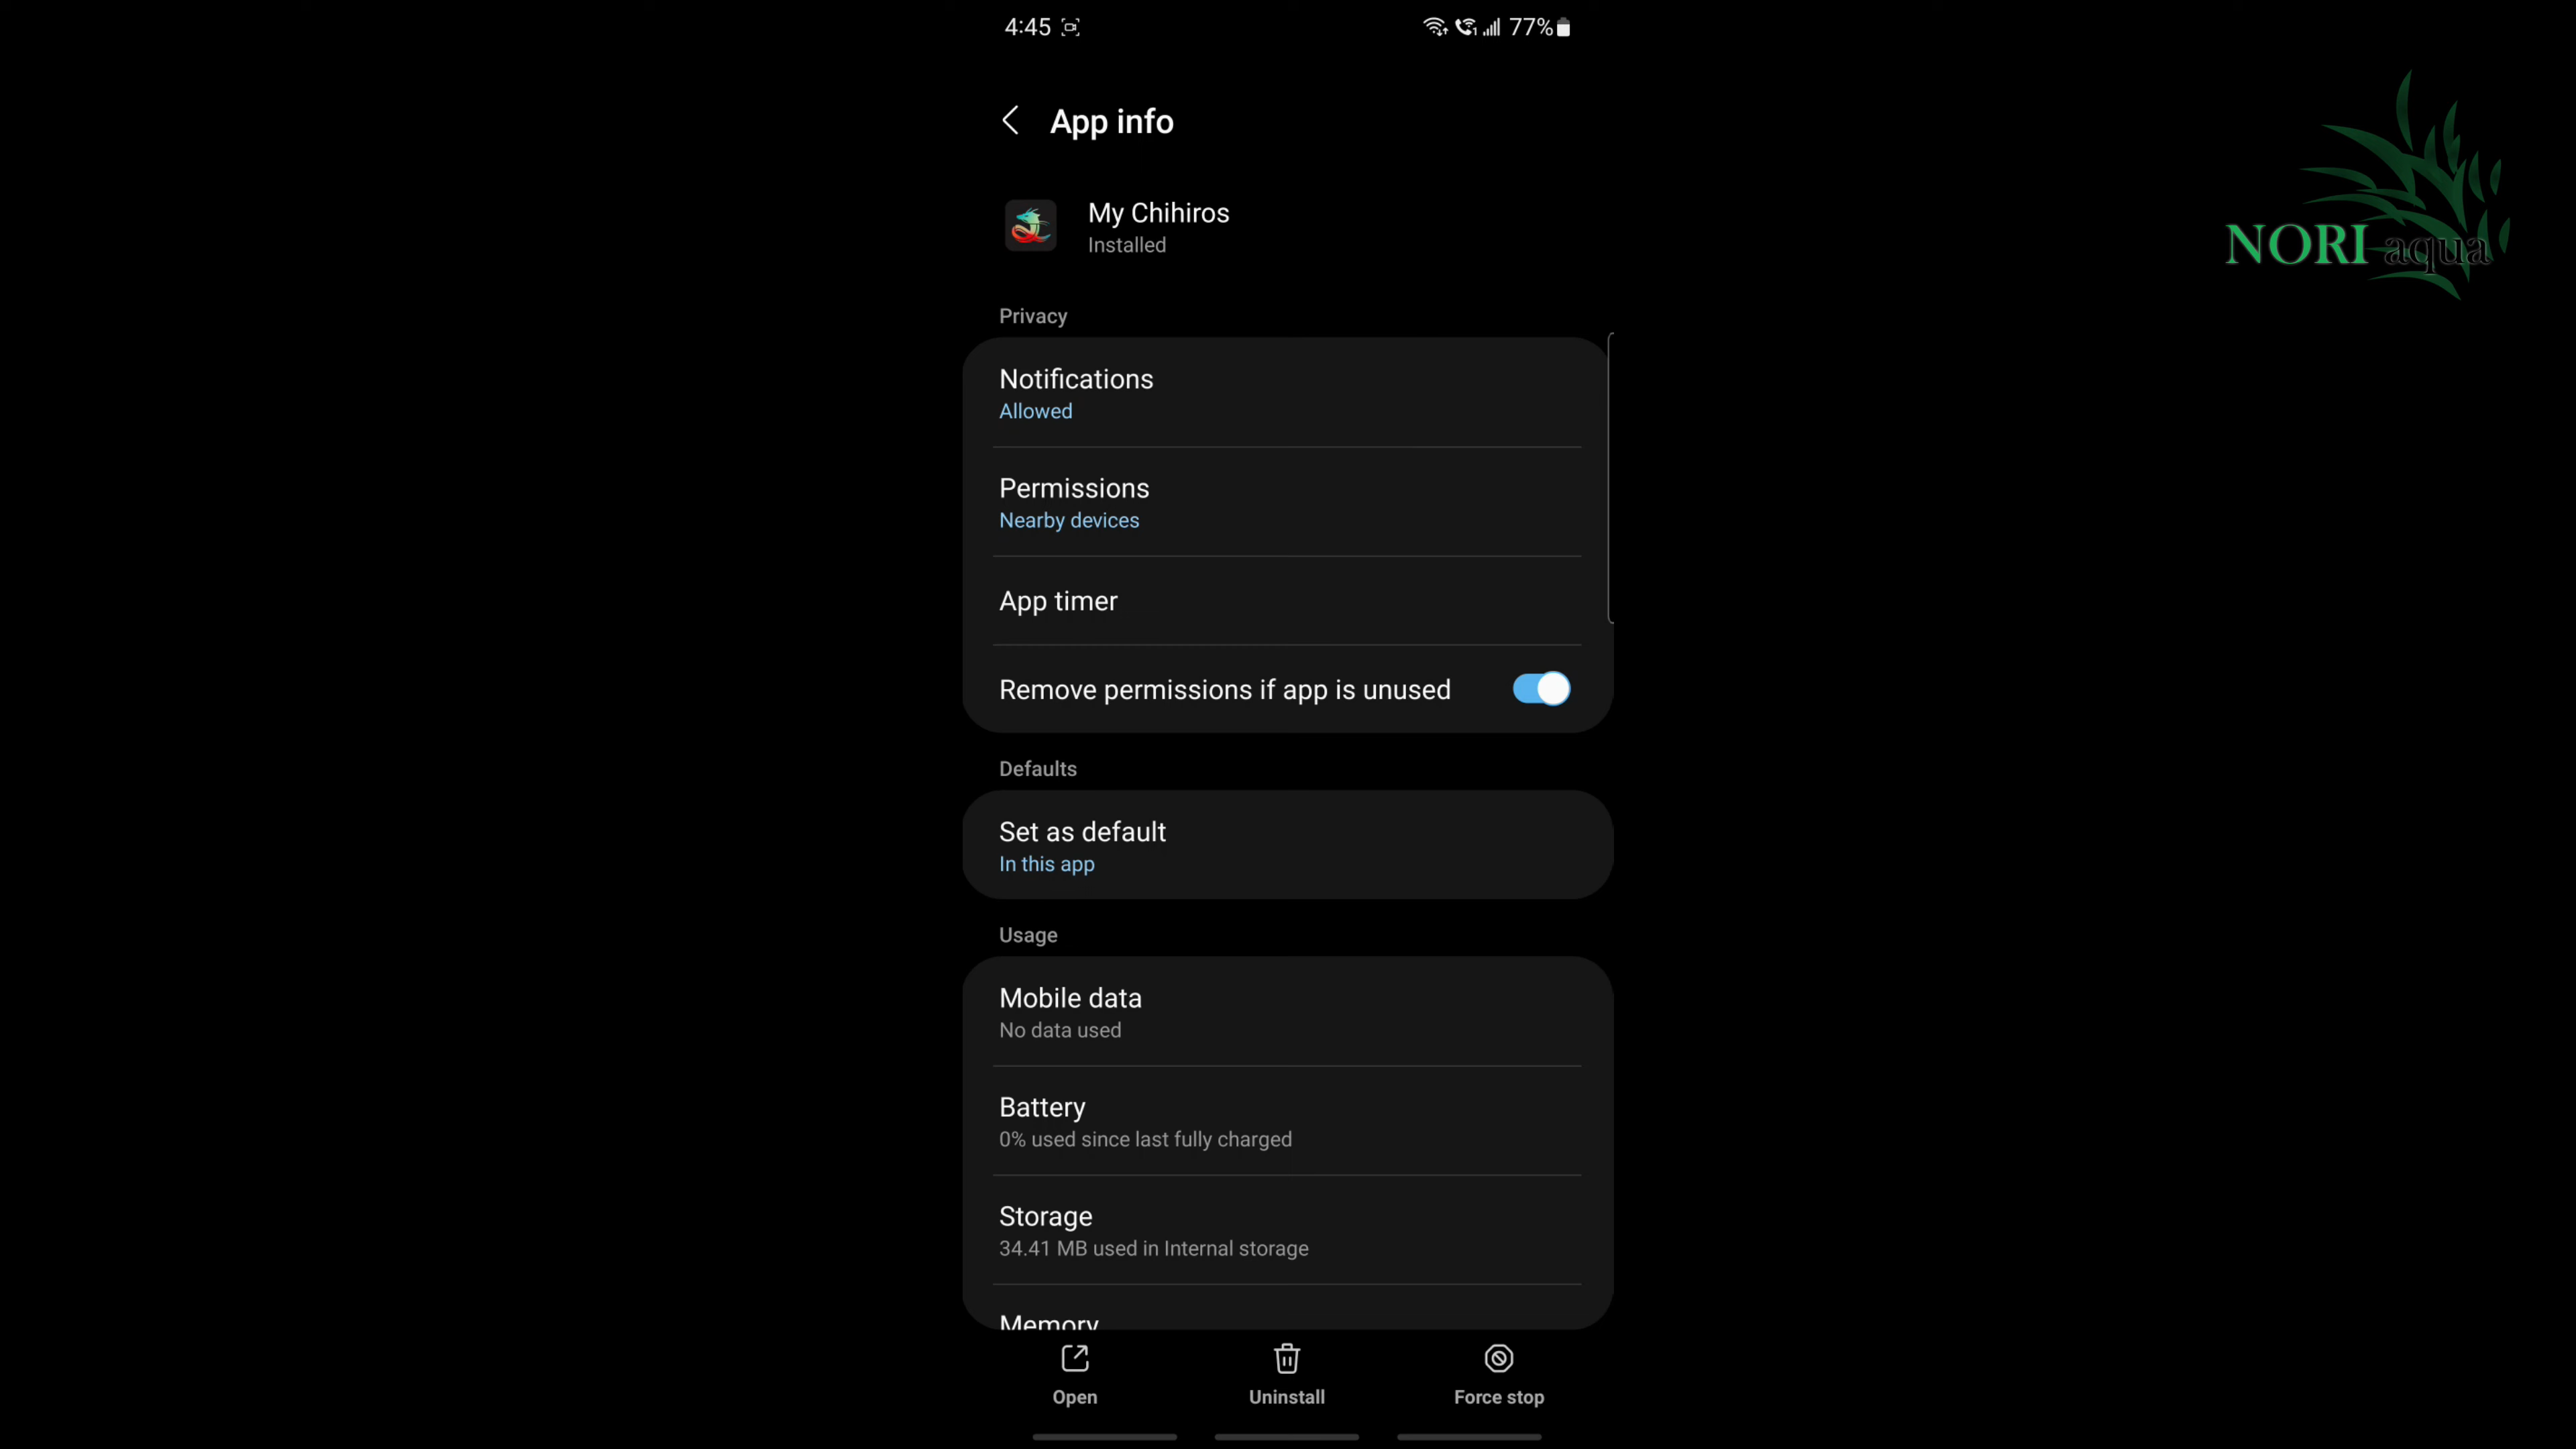 4:45
1
77%
App info
NORI aqua
My Chihiros
Installed
Privacy
Notifications
Allowed
Permissions
Nearby devices
App timer
Remove permissions if app is unused
Defaults
Set as default
In this app
Usage
Mobile data
No data used
Battery
0% used since last fully charged
Storage
34.41 MB used in Internal storage
Memory
Open
Uninstall
Force stop